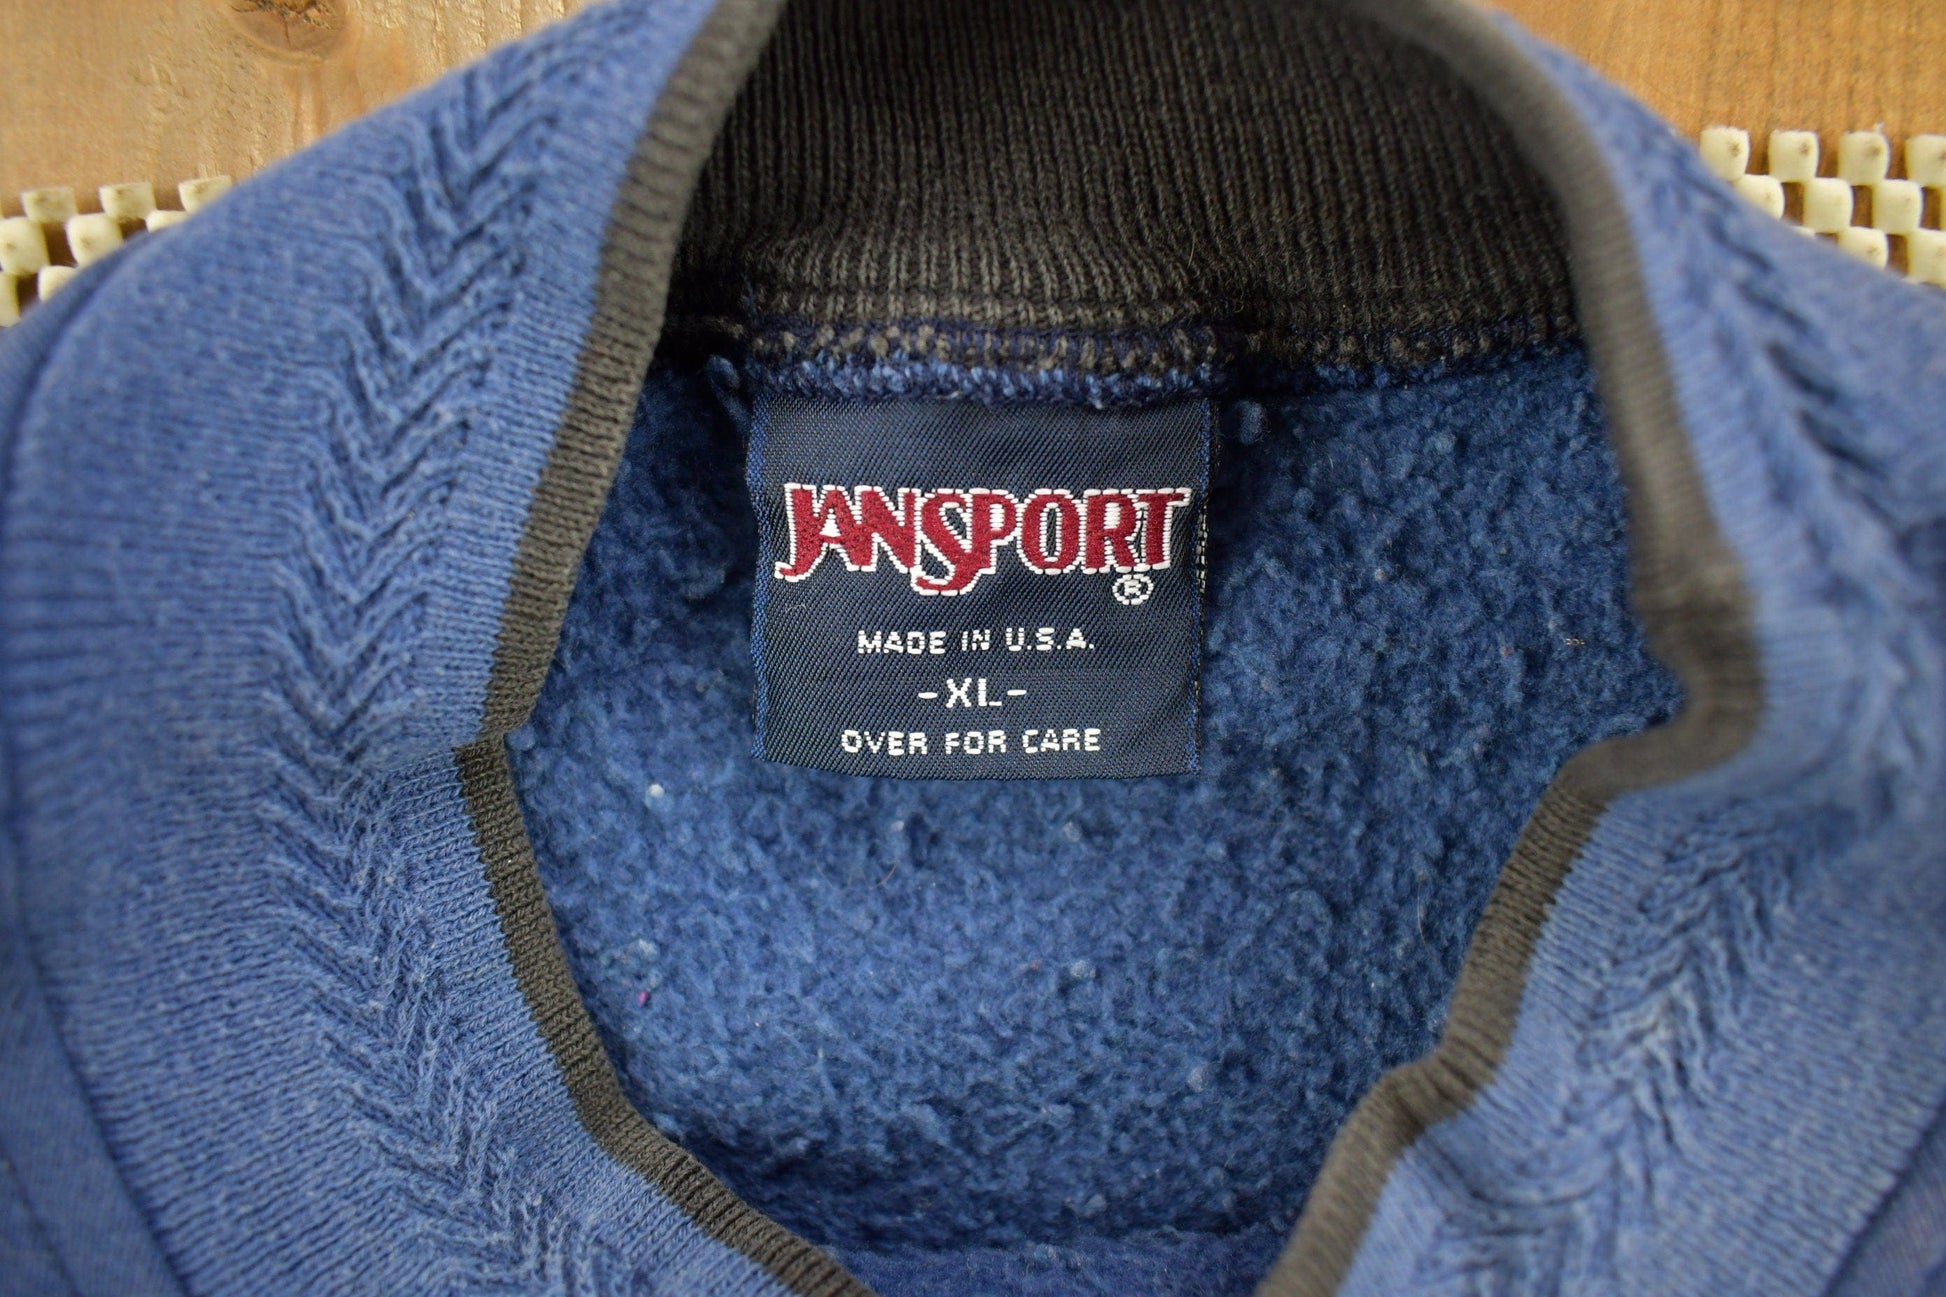 JANSPORT®
MADE IN U.S.A.
-XL-
OVER FOR CARE